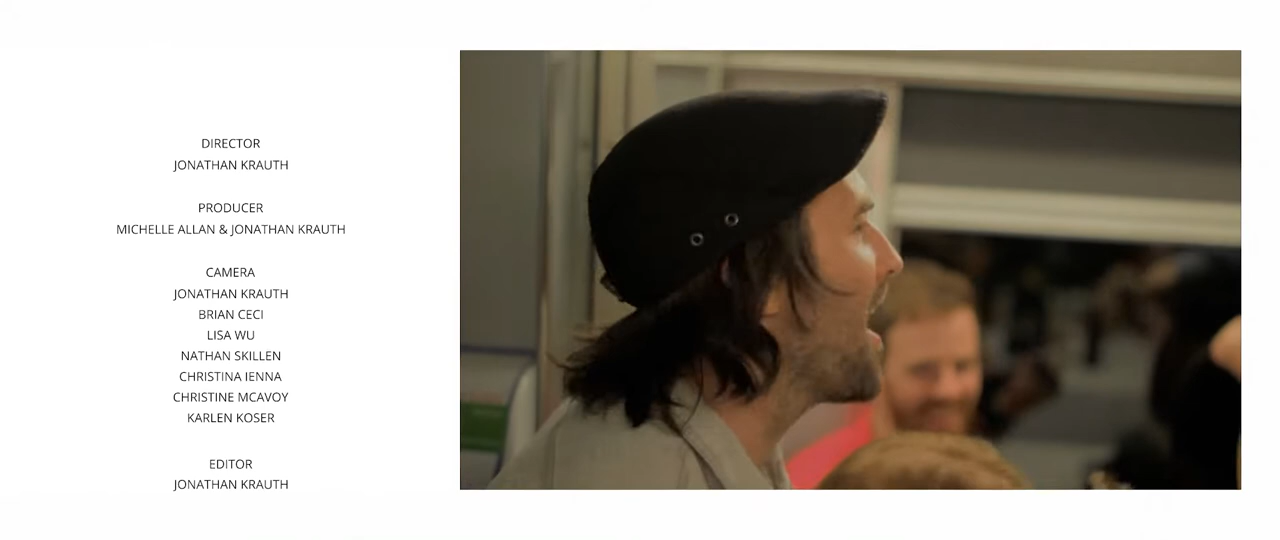 DIRECTOR
JONATHAN KRAUTH
PRODUCER
MICHELLE ALLAN & JONATHAN KRAUTH
CAMERA
JONATHAN KRAUTH
BRIAN CECI
LISA WU
NATHAN SKILLEN
CHRISTINA IENNA
CHRISTINE MCAVOY
KARLEN KOSER
EDITOR
JONATHAN KRAUTH